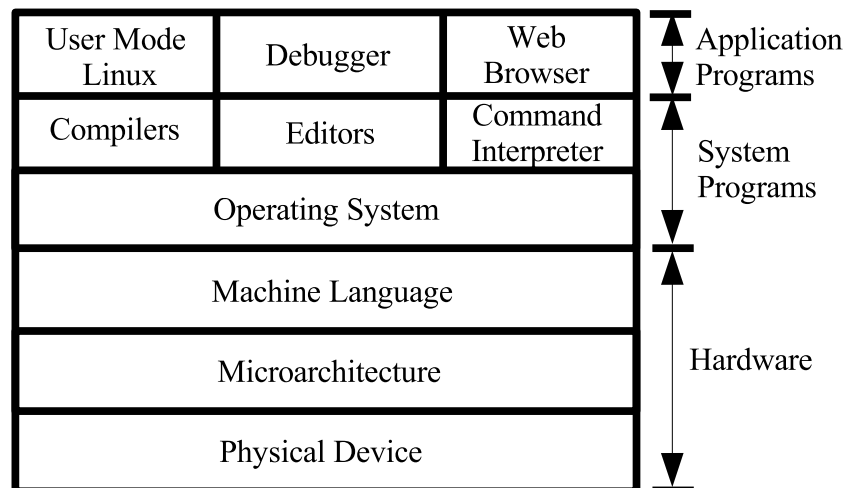 User Mode
Linux
Debugger
Web
Browser
Application
Programs
Compilers
Editors
Command
Interpreter
System
Programs
Operating System
Machine Language
Microarchitecture
Hardware
Physical Device